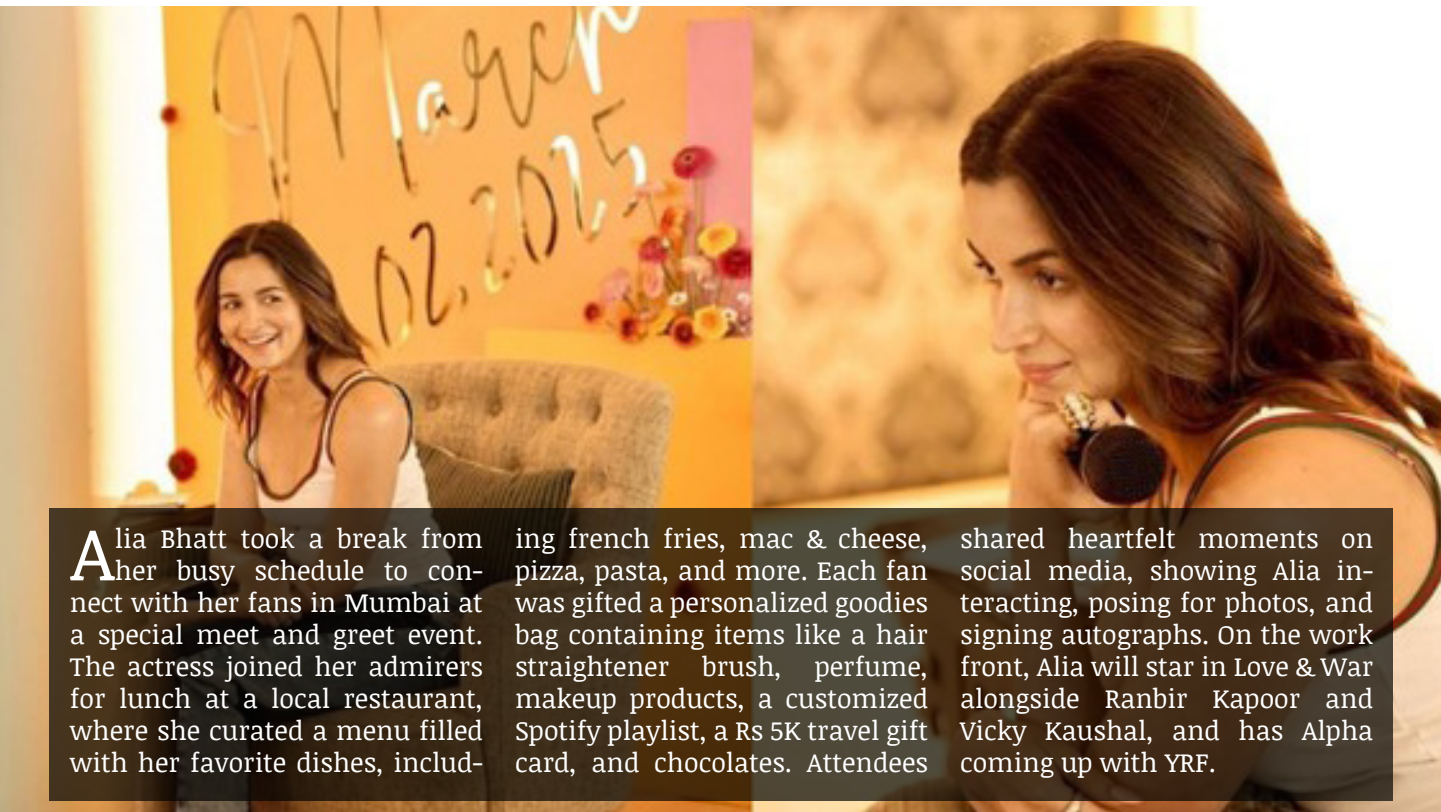 March
02, 2025
Alia Bhatt took a break from
her busy schedule to con-
nect with her fans in Mumbai at
a special meet and greet event.
The actress joined her admirers
for lunch at a local restaurant,
where she curated a menu filled
with her favorite dishes, includ-
ing french fries, mac & cheese,
pizza, pasta, and more. Each fan
was gifted a personalized goodies
bag containing items like a hair
straightener brush, perfume,
makeup products, a customized
Spotify playlist, a Rs 5K travel gift
card, and chocolates. Attendees
shared heartfelt moments on
social media, showing Alia in-
teracting, posing for photos, and
signing autographs. On the work
front, Alia will star in Love & War
alongside Ranbir Kapoor and
Vicky Kaushal, and has Alpha
coming up with YRF.